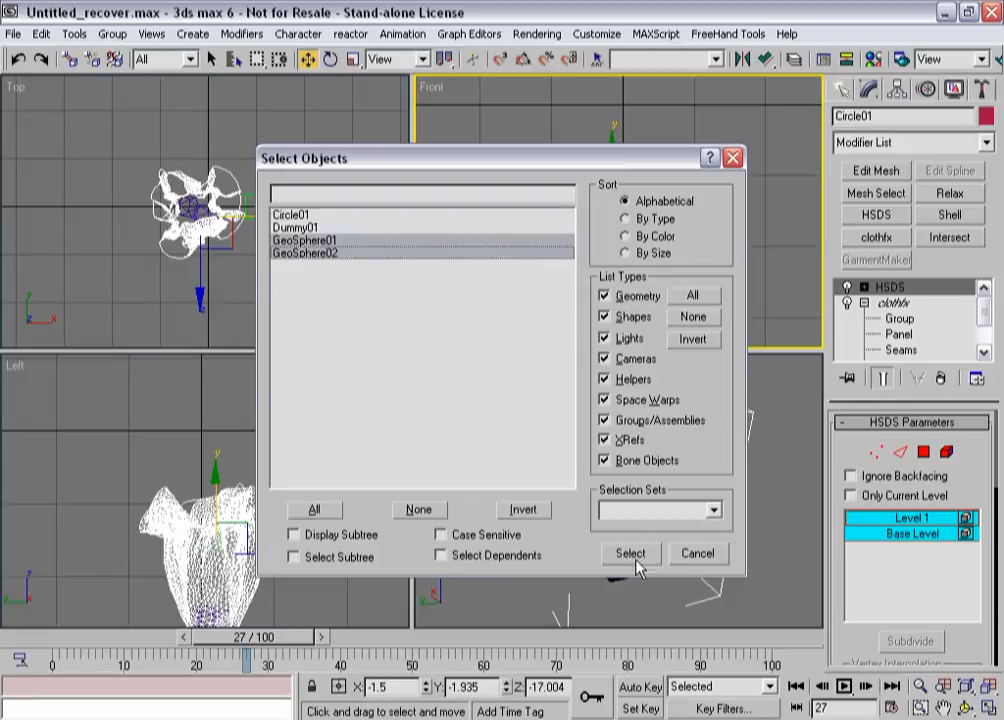 Untitled_recover.max - 3ds max 6 - Not for Resale - Stand-alone License
File Edit Tools Group Views Create Modifiers Character reactor Animation Graph Editors Rendering Customize MAXScript FreeHand Tools Help
All View View
Top
Front
Circle01
Modifier List
Edit Mesh Edit Spline
Mesh Select Relax
HSDS Shell
clothfx Intersect
GarmentMaker
HSDS
clothfx
Group
Panel
Seams
Select Objects
Circle01
Dummy01
GeoSphere01
GeoSphere02
Sort
Alphabetical
By Type
By Color
By Size
List Types
Geometry All
Shapes None
Lights Invert
Cameras
Helpers
Space Warps
Groups/Assemblies
XRefs
Bone Objects
Selection Sets
All None Invert
Display Subtree Case Sensitive
Select Subtree Select Dependents
Select Cancel
Left
HSDS Parameters
Ignore Backfacing
Only Current Level
Level 1
Base Level
Subdivide
Vertex Interpolation
27 / 100
0 10 20 30 40 50 60 70 80 90 100
X: -1.5 Y: -1.935 Z: -17.004
Auto Key Selected
Click and drag to select and move Add Time Tag
Set Key Key Filters... 27